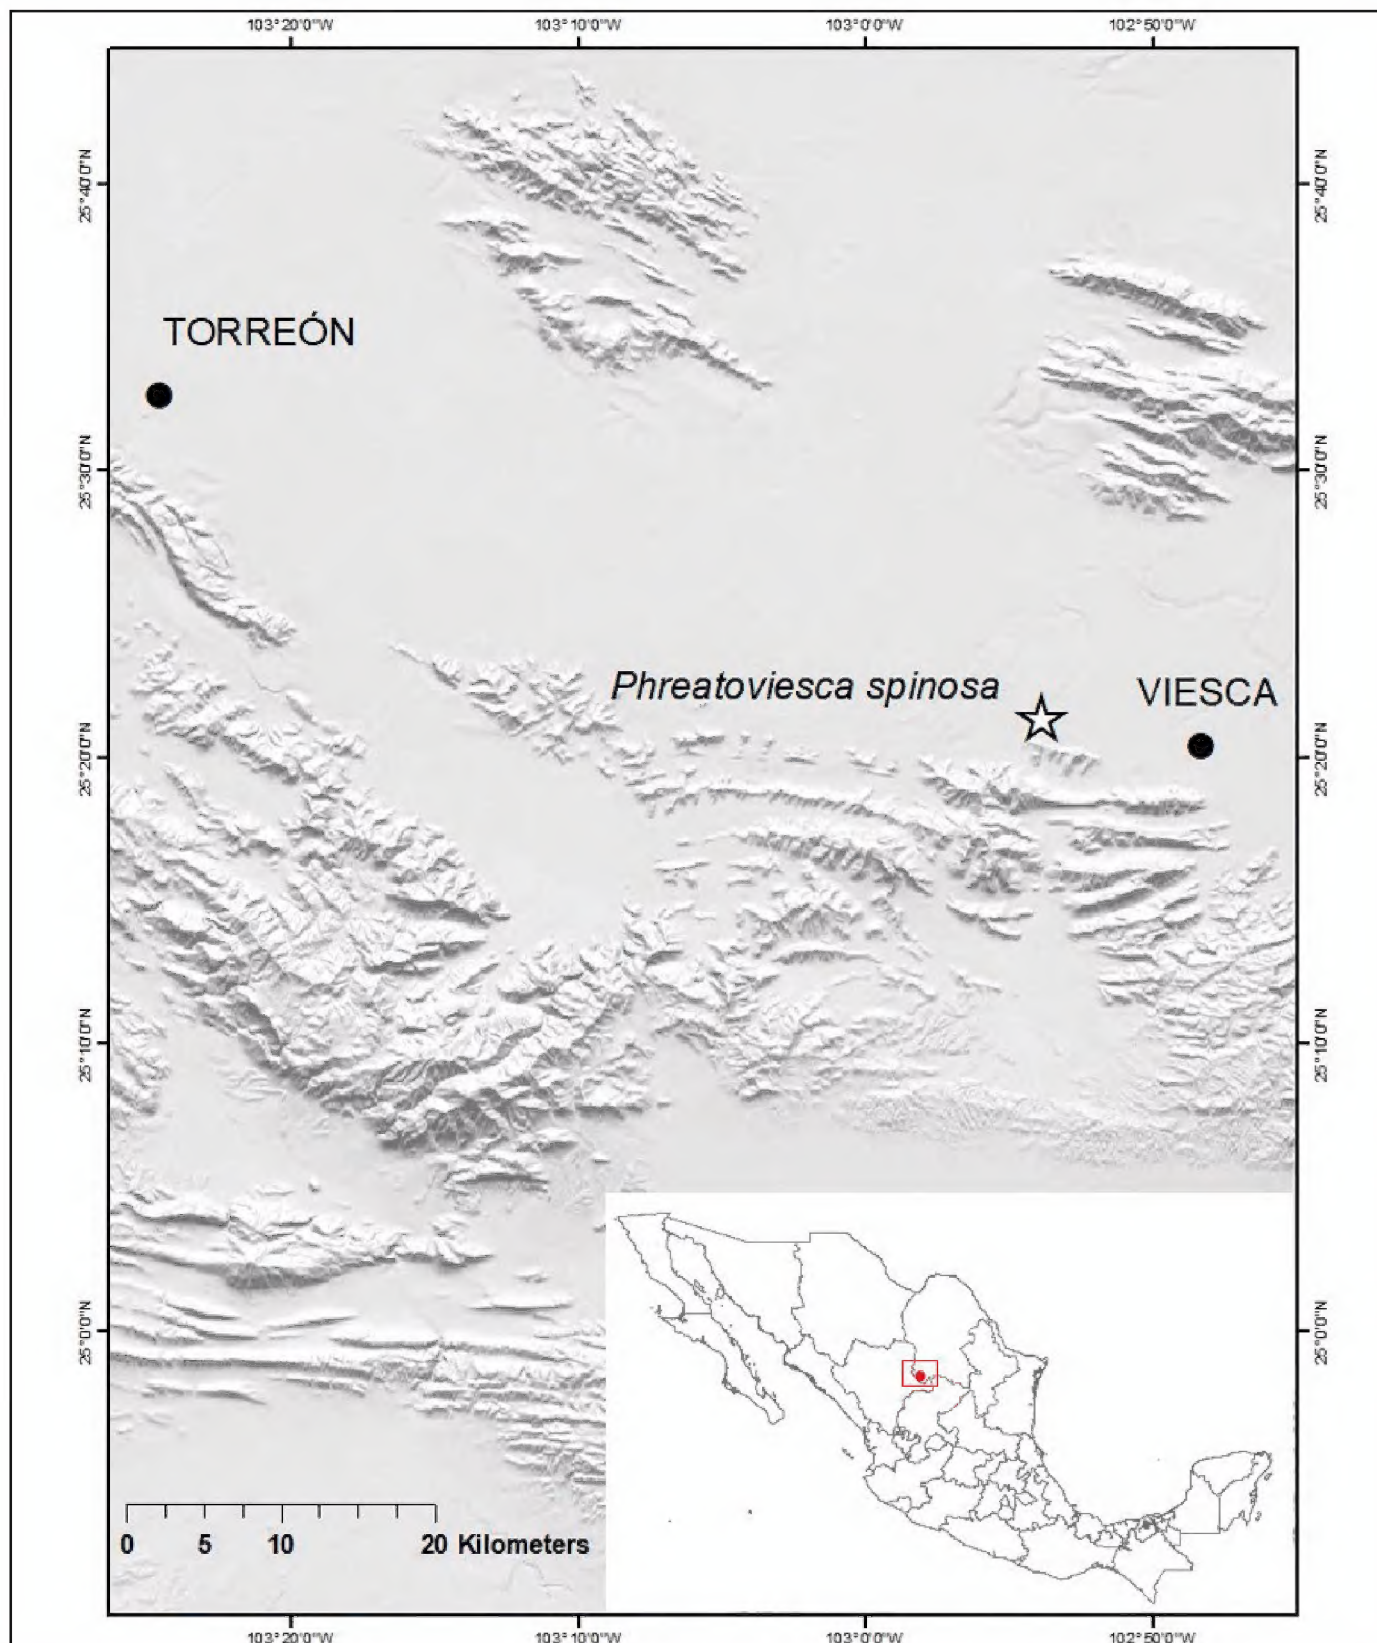 103°20'0"W 103°10'0"W 103°0'0"W 102°50'0"W
25°40'0"N 25°40'0"N
TORREÓN
25°30'0"N 25°30'0"N
Phreatoviesca spinosa
VIESCA
25°20'0"N 25°20'0"N
25°10'0"N 25°10'0"N
25°0'0"N 25°0'0"N
0 5 10 20 Kilometers
103°20'0"W 103°10'0"W 103°0'0"W 102°50'0"W